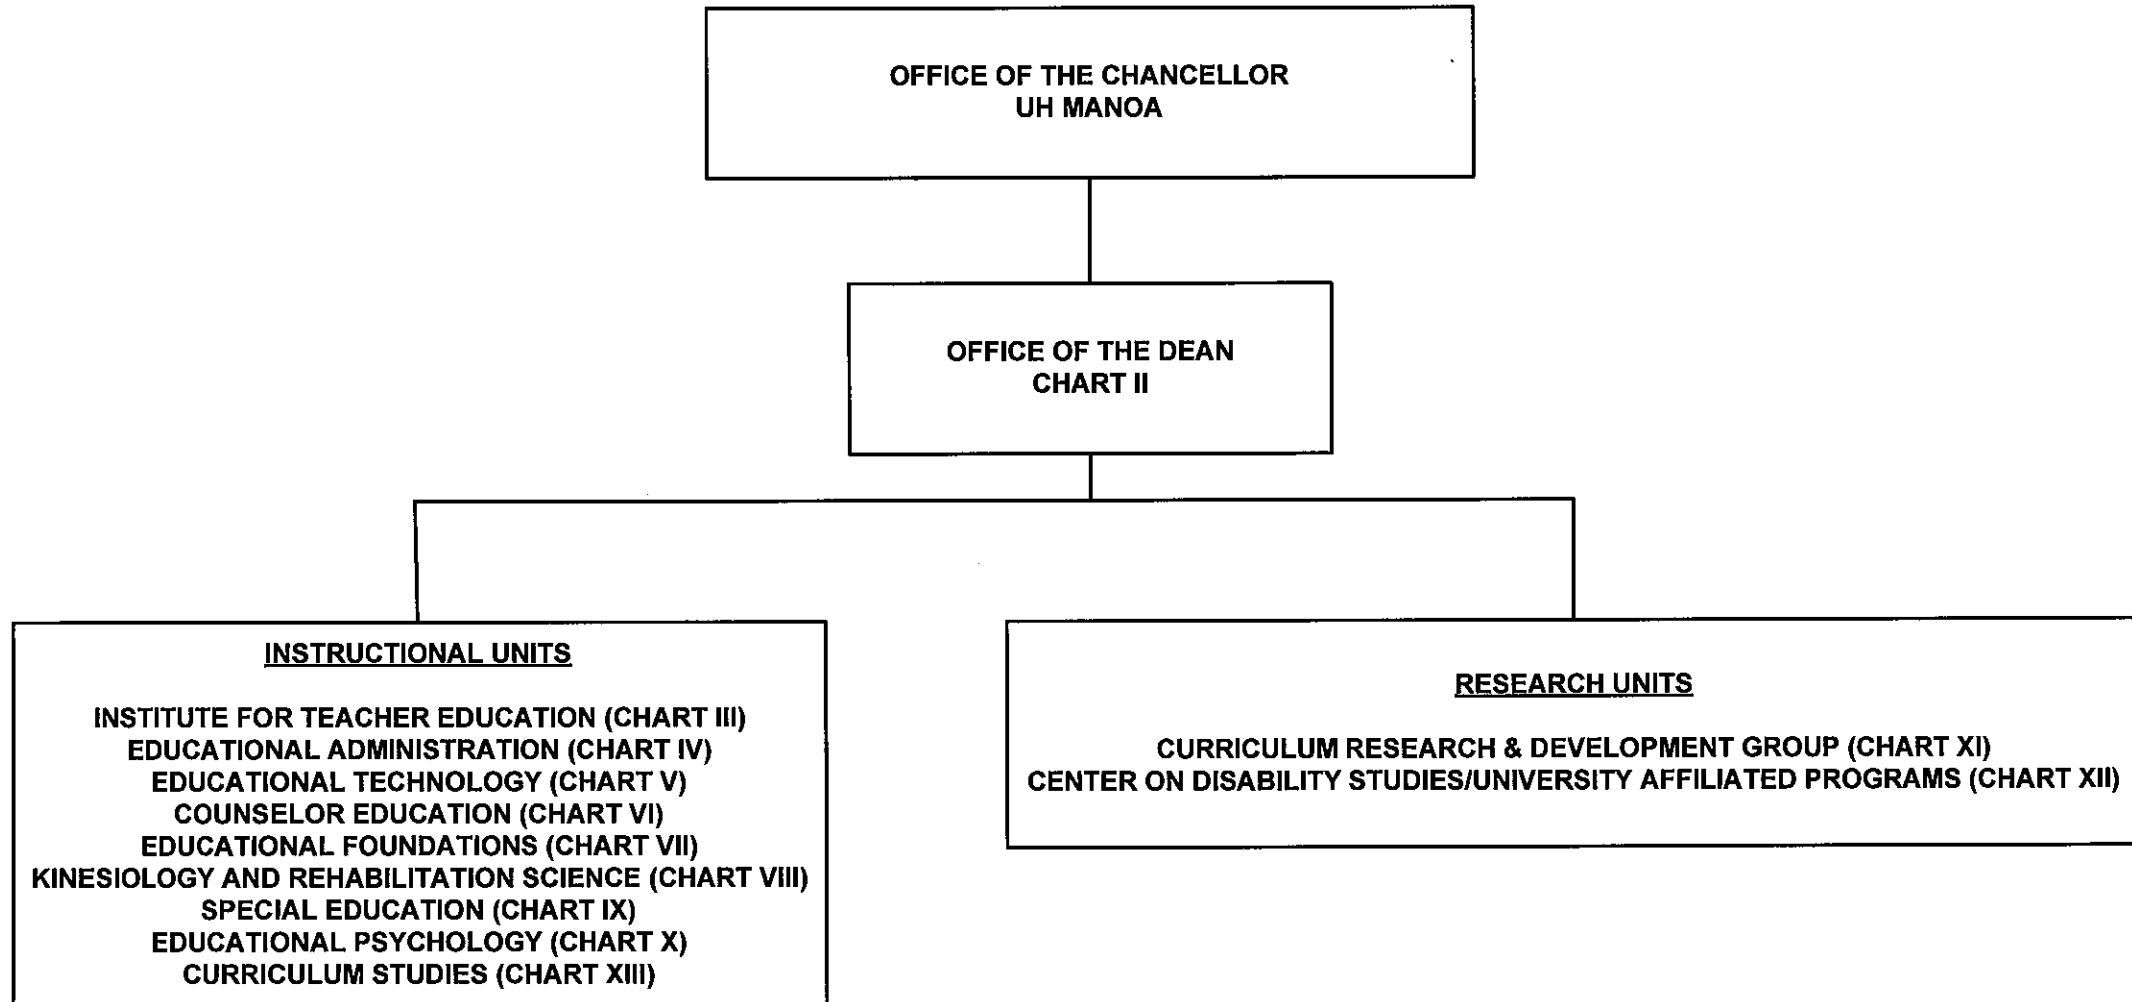 OFFICE OF THE CHANCELLOR
UH MANOA
OFFICE OF THE DEAN
CHART II
INSTRUCTIONAL UNITS
INSTITUTE FOR TEACHER EDUCATION (CHART III)
EDUCATIONAL ADMINISTRATION (CHART IV)
EDUCATIONAL TECHNOLOGY (CHART V)
COUNSELOR EDUCATION (CHART VI)
EDUCATIONAL FOUNDATIONS (CHART VII)
KINESIOLOGY AND REHABILITATION SCIENCE (CHART VIII)
SPECIAL EDUCATION (CHART IX)
EDUCATIONAL PSYCHOLOGY (CHART X)
CURRICULUM STUDIES (CHART XIII)
RESEARCH UNITS
CURRICULUM RESEARCH & DEVELOPMENT GROUP (CHART XI)
CENTER ON DISABILITY STUDIES/UNIVERSITY AFFILIATED PROGRAMS (CHART XII)